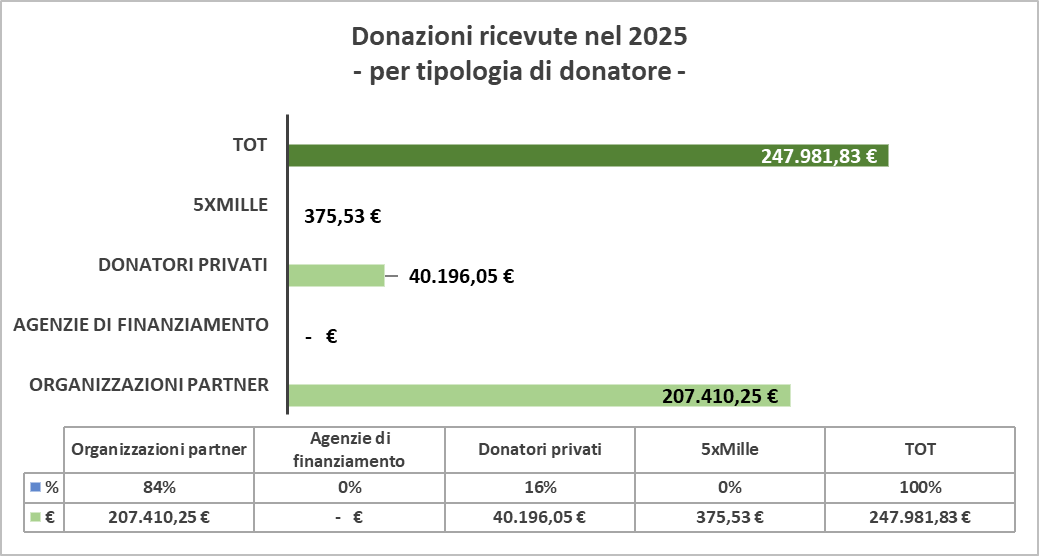 Donazioni ricevute nel 2025
- per tipologia di donatore -
TOT
247.981,83 €
5XMILLE
375,53 €
DONATORI PRIVATI
40.196,05 €
AGENZIE DI FINANZIAMENTO
- €
ORGANIZZAZIONI PARTNER
207.410,25 €
Organizzazioni partner Agenzie di finanziamento Donatori privati 5xMille TOT
% 84% 0% 16% 0% 100%
€ 207.410,25 € - € 40.196,05 € 375,53 € 247.981,83 €